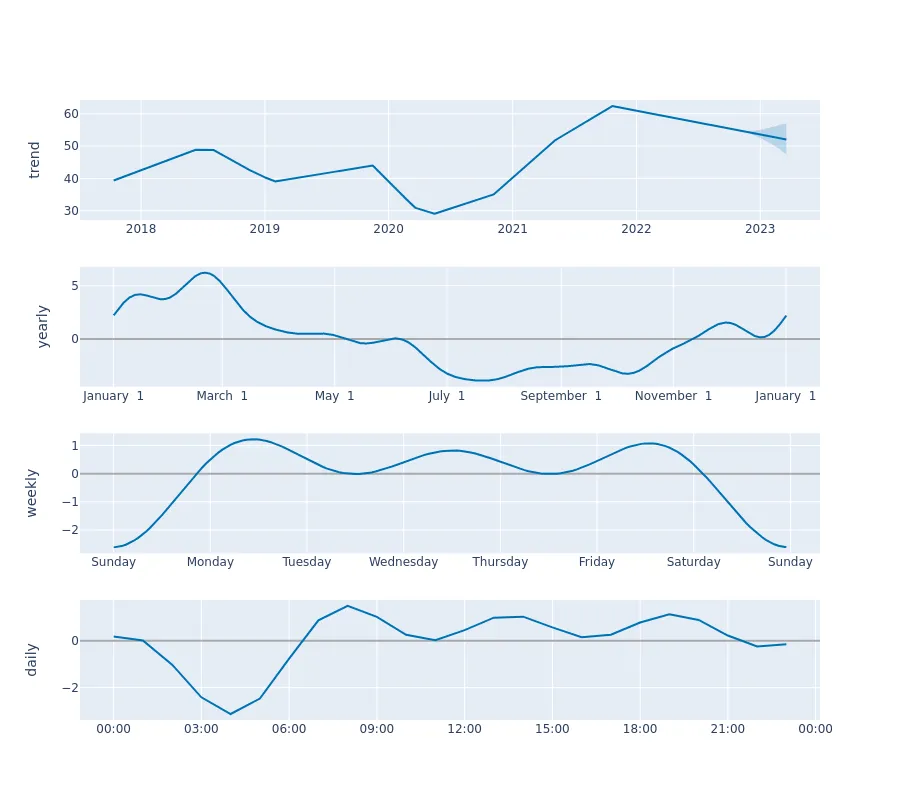 trend
60
50
40
30
2018 2019 2020 2021 2022 2023
yearly
5
0
January 1 March 1 May 1 July 1 September 1 November 1 January 1
weekly
1
0
−1
−2
Sunday Monday Tuesday Wednesday Thursday Friday Saturday Sunday
daily
0
−2
00:00 03:00 06:00 09:00 12:00 15:00 18:00 21:00 00:00